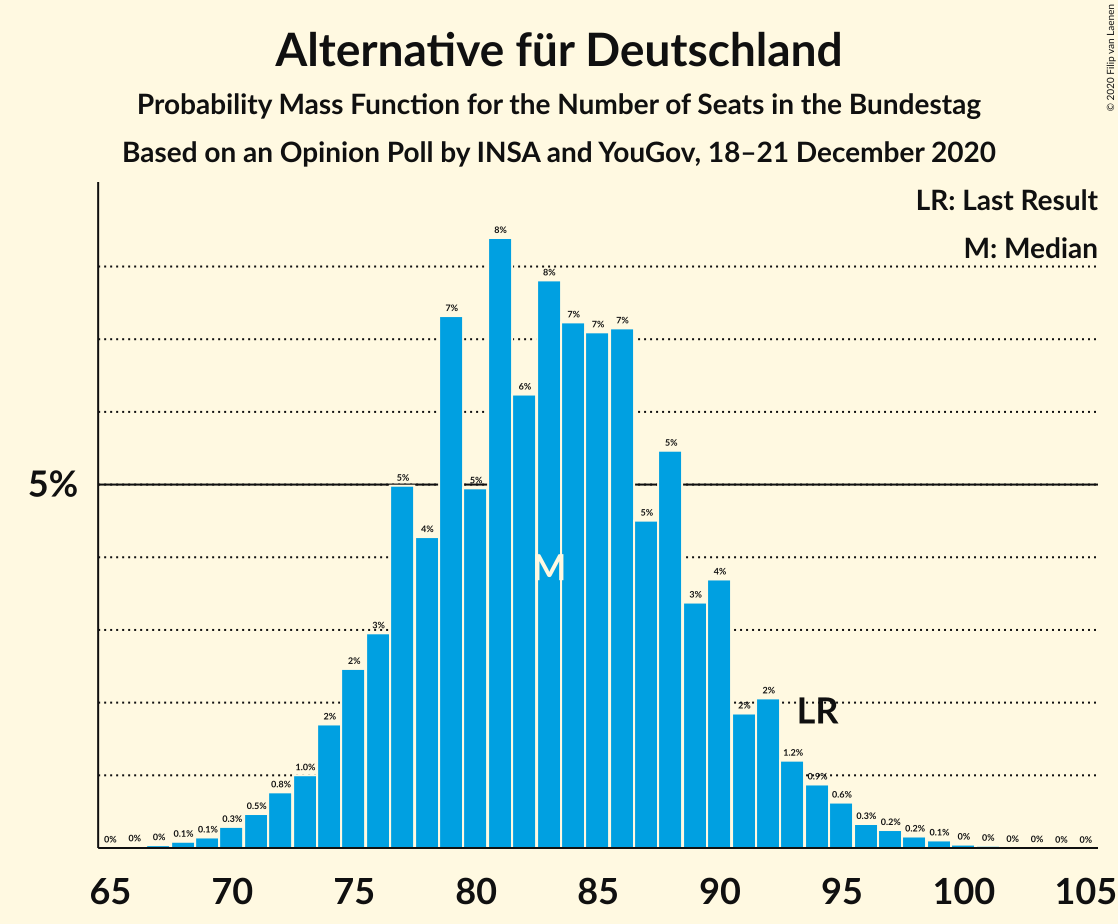 Alternative für Deutschland
Probability Mass Function for the Number of Seats in the Bundestag
Based on an Opinion Poll by INSA and YouGov, 18–21 December 2020
© 2020 Filip van Laenen
LR: Last Result
M: Median
5%
0% 0% 0% 0.1% 0.1% 0.3% 0.5% 0.8% 1.0% 2% 2% 3% 5% 4% 7% 5% 8% 6% 8% 7% 7% 7% 5% 5% 3% 4% 2% 2% 1.2% 0.9% 0.6% 0.3% 0.2% 0.2% 0.1% 0% 0% 0% 0% 0% 0%
M
LR
65 70 75 80 85 90 95 100 105